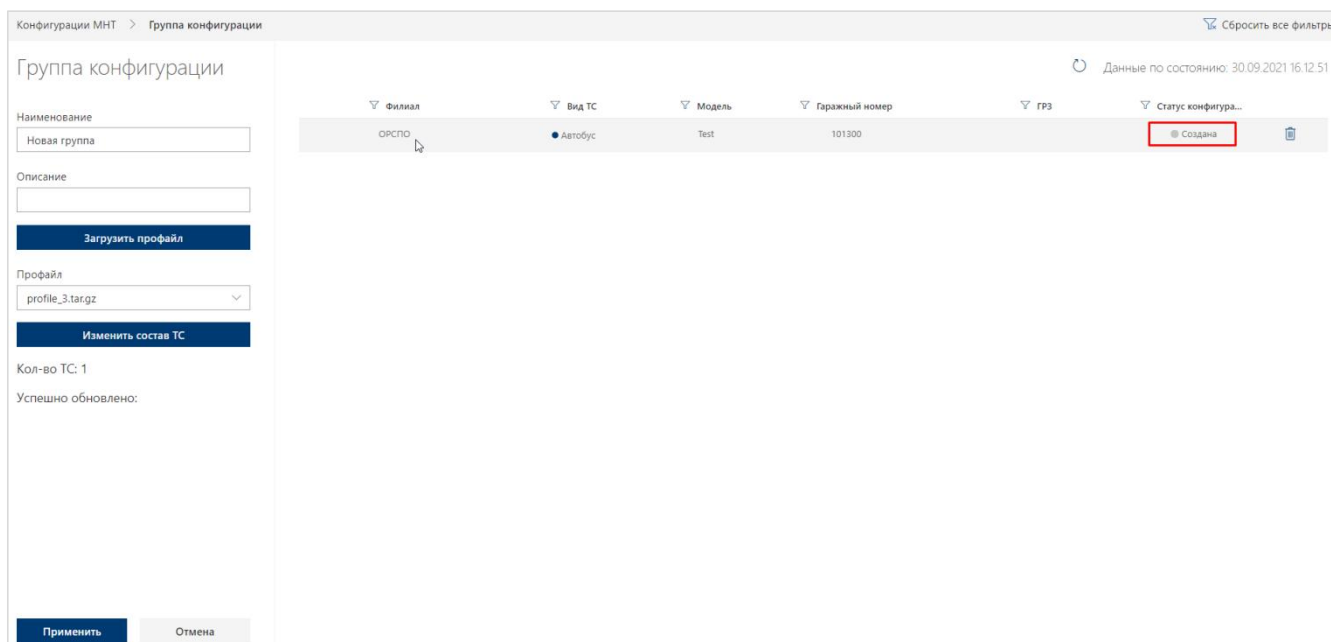 Конфигурации МНТ > Группа конфигурации
Сбросить все фильтры
Группа конфигурации
Данные по состоянию: 30.09.2021 16.12.51
Наименование
Новая группа
Описание
Загрузить профайл
Профайл
profile_3.tar.gz
Изменить состав ТС
Кол-во ТС: 1
Успешно обновлено:
Применить Отмена
Филиал Вид ТС Модель Гаражный номер ГРЗ Статус конфигура...
ОРСПО Автобус Test 101300 Создана